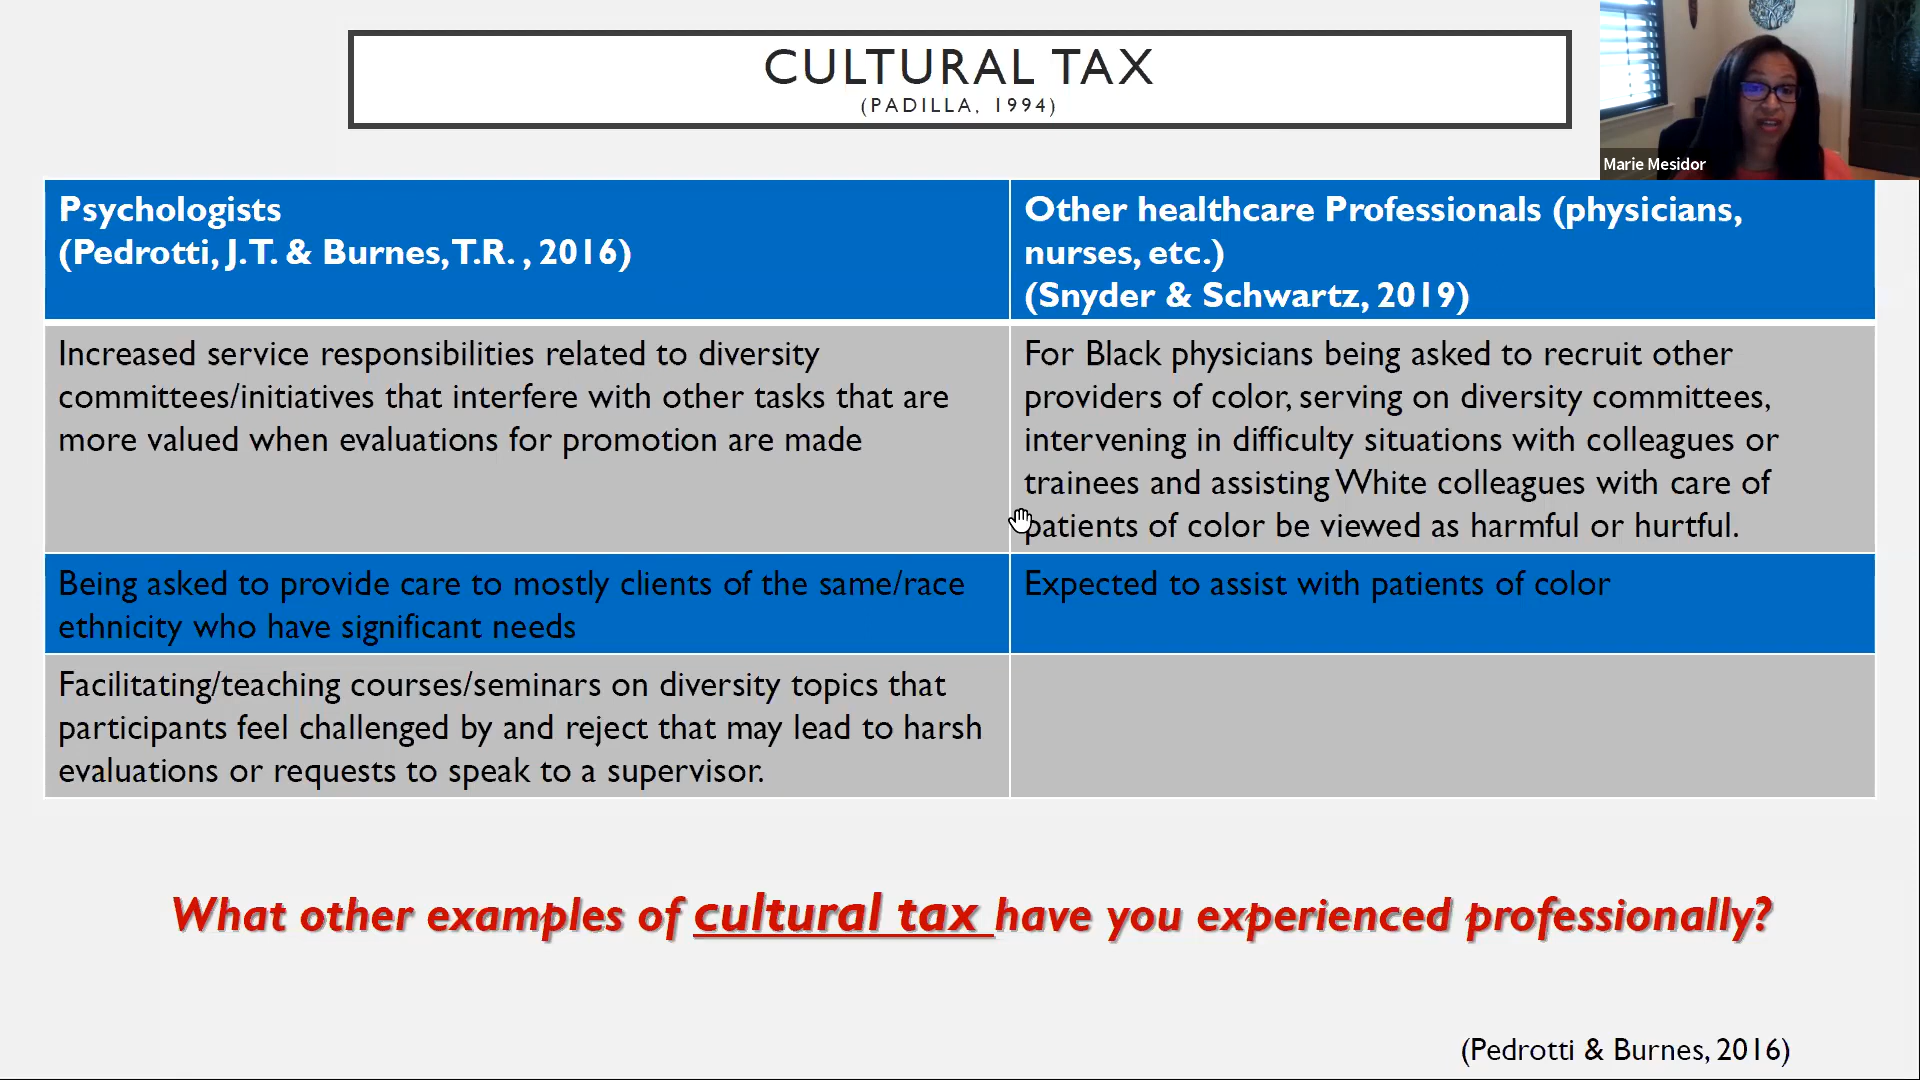 CULTURAL TAX
(PADILLA, 1994)
Marie Mesidor
Psychologists
(Pedrotti, J.T. & Burnes, T.R. , 2016)
Other healthcare Professionals (physicians,
nurses, etc.)
(Snyder & Schwartz, 2019)
Increased service responsibilities related to diversity
committees/initiatives that interfere with other tasks that are
more valued when evaluations for promotion are made
For Black physicians being asked to recruit other
providers of color, serving on diversity committees,
intervening in difficulty situations with colleagues or
trainees and assisting White colleagues with care of
patients of color be viewed as harmful or hurtful.
Being asked to provide care to mostly clients of the same/race
ethnicity who have significant needs
Expected to assist with patients of color
Facilitating/teaching courses/seminars on diversity topics that
participants feel challenged by and reject that may lead to harsh
evaluations or requests to speak to a supervisor.
What other examples of cultural tax have you experienced professionally?
(Pedrotti & Burnes, 2016)